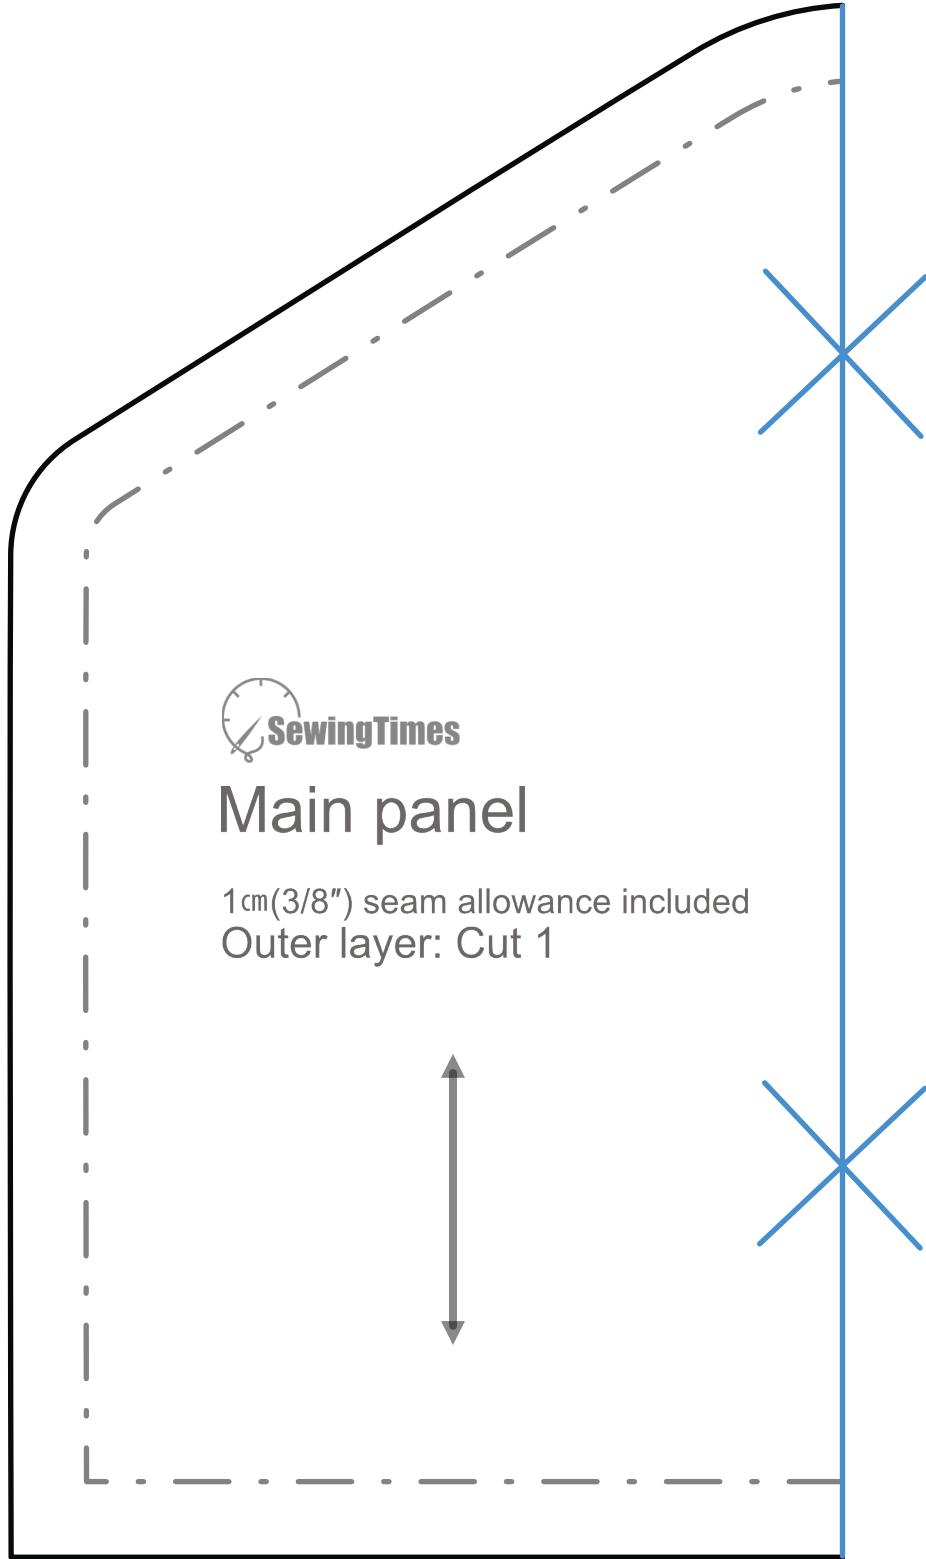 SewingTimes
Main panel
1cm(3/8″) seam allowance included
Outer layer: Cut 1